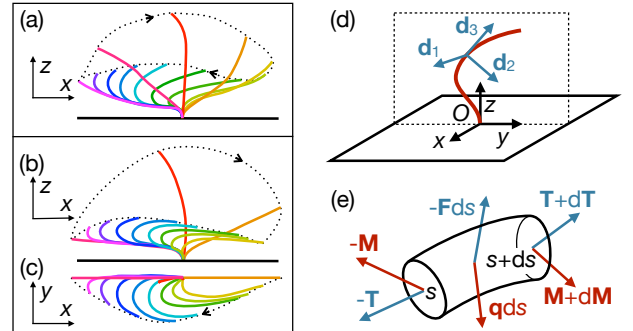 (a)
z
x
(b)
z
x
(c)
y
x
(d)
d₃
d₁
d₂
O
z
x
y
(e)
-Fds
T+dT
-M
s
s+ds
-T
qds
M+dM